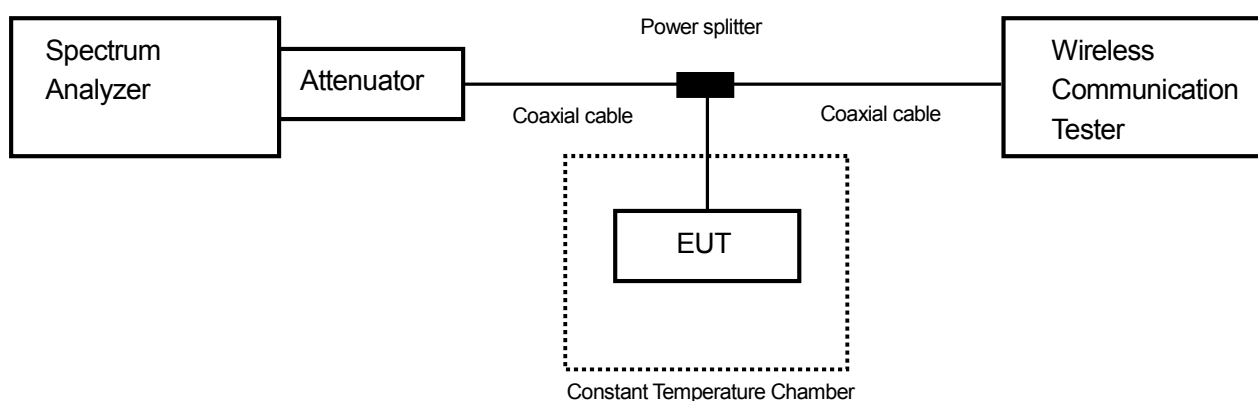 Power splitter
Spectrum
Analyzer
Attenuator
Wireless
Communication
Tester
Coaxial cable
Coaxial cable
EUT
Constant Temperature Chamber